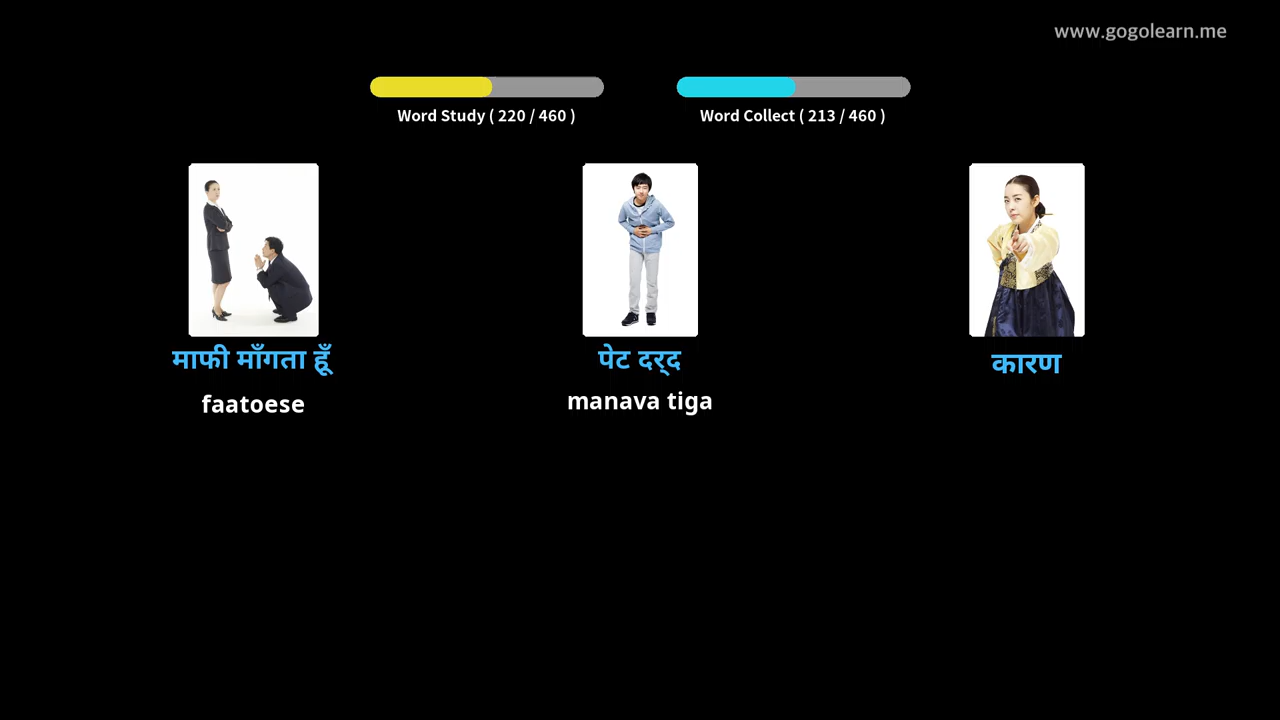 www.gogolearn.me
Word Study ( 220 / 460 )
Word Collect ( 213 / 460 )
माफी माँगता हूँ
faatoese
पेट दर्द
manava tiga
कारण